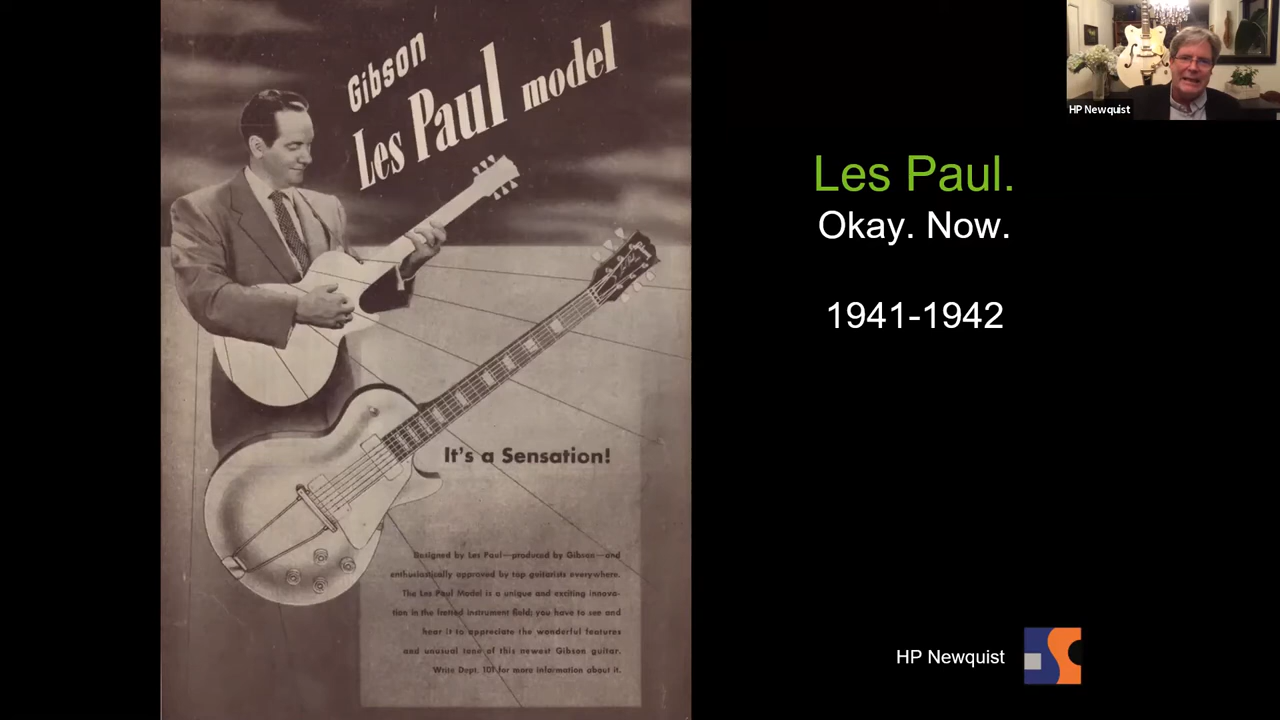 Gibson
Les Paul model
HP Newquist
Les Paul.
Okay. Now.
1941-1942
It's a Sensation!
Designed by Les Paul—produced by Gibson—and
enthusiastically approved by top guitarists everywhere.
The Les Paul Model is a unique and exciting innova-
tion in the fretted instrument field; you have to see and
hear it to appreciate the wonderful features
and unusual tone of this newest Gibson guitar.
Write Dept. 101 for more information about it.
HP Newquist